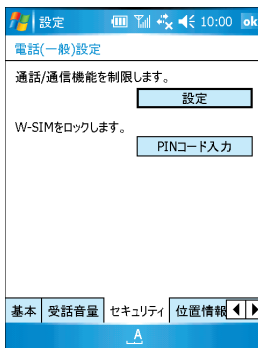 設定 10:00 ok
電話(一般)設定
通話/通信機能を制限します。
設定
W-SIMをロックします。
PINコード入力
基本 受話音量 セキュリティ 位置情報
A